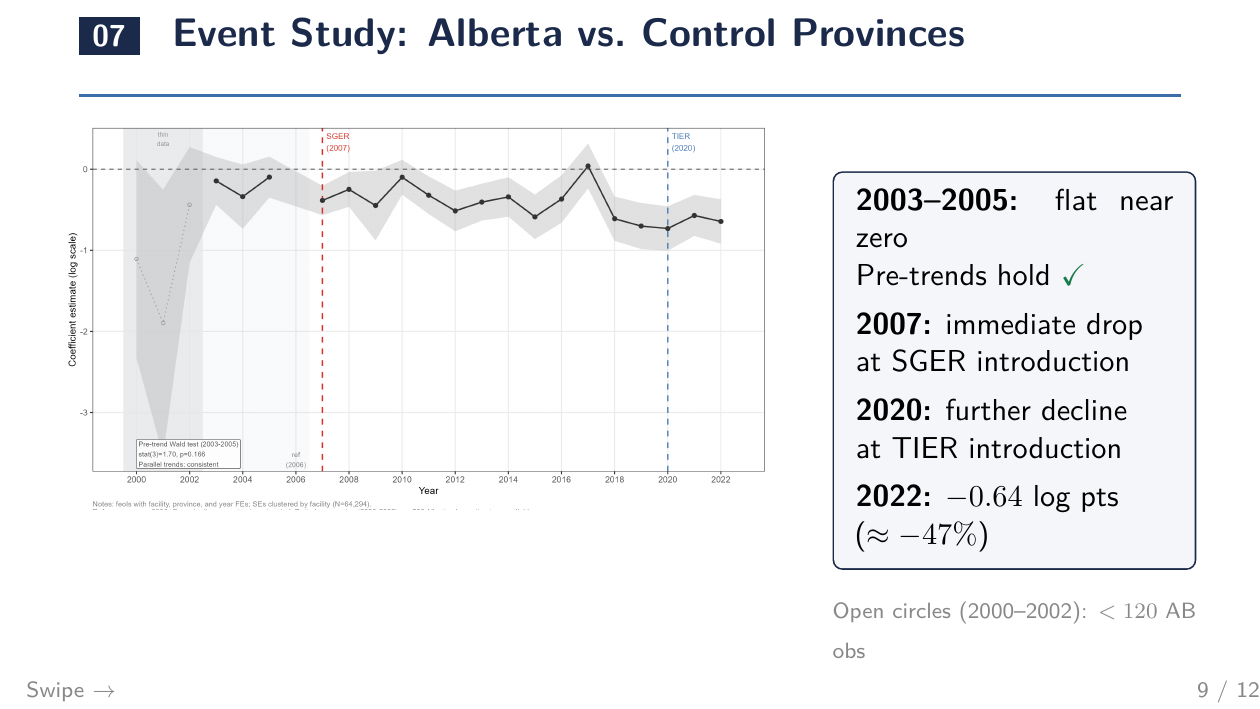 07 Event Study: Alberta vs. Control Provinces
thin
data
SGER
(2007)
TIER
(2020)
0
-1
-2
-3
Coefficient estimate (log scale)
Pre-trend Wald test (2003-2005)
stat(3)=1.70, p=0.166
Parallel trends: consistent
ref
(2006)
2000 2002 2004 2006 2008 2010 2012 2014 2016 2018 2020 2022
Year
Notes: feols with facility, province, and year FEs; SEs clustered by facility (N=64,294).
2003–2005: flat near
zero
Pre-trends hold ✓
2007: immediate drop
at SGER introduction
2020: further decline
at TIER introduction
2022: −0.64 log pts
(≈ −47%)
Open circles (2000–2002): < 120 AB
obs
Swipe →
9 / 12